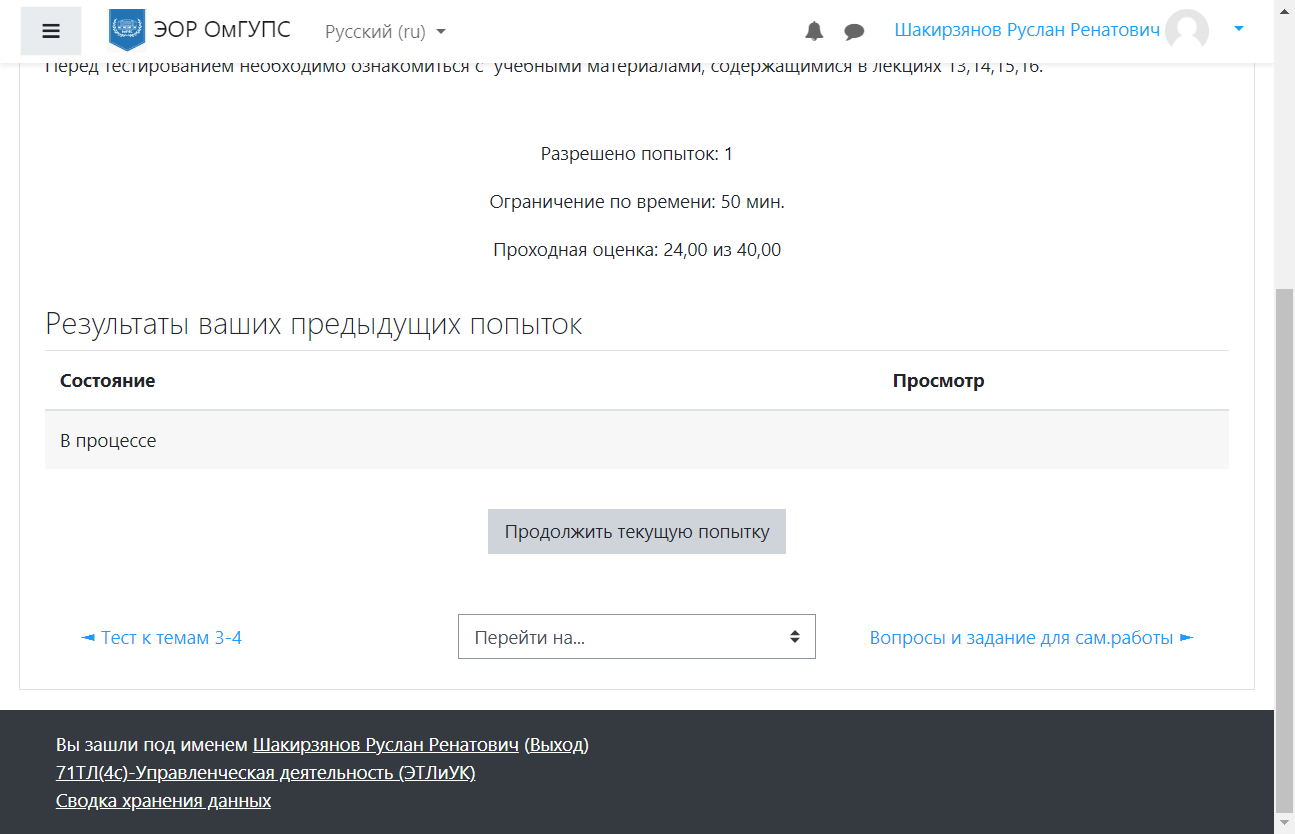 ЭОР ОмГУПС
Русский (ru)
Шакирзянов Руслан Ренатович
Перед тестированием необходимо ознакомиться с учебными материалами, содержащимися в лекциях 13,14,15,16.
Разрешено попыток: 1
Ограничение по времени: 50 мин.
Проходная оценка: 24,00 из 40,00
Результаты ваших предыдущих попыток
Состояние Просмотр
В процессе
Продолжить текущую попытку
◄ Тест к темам 3-4
Перейти на...
Вопросы и задание для сам.работы ►
Вы зашли под именем Шакирзянов Руслан Ренатович (Выход)
71ТЛ(4с)-Управленческая деятельность (ЭТЛиУК)
Сводка хранения данных